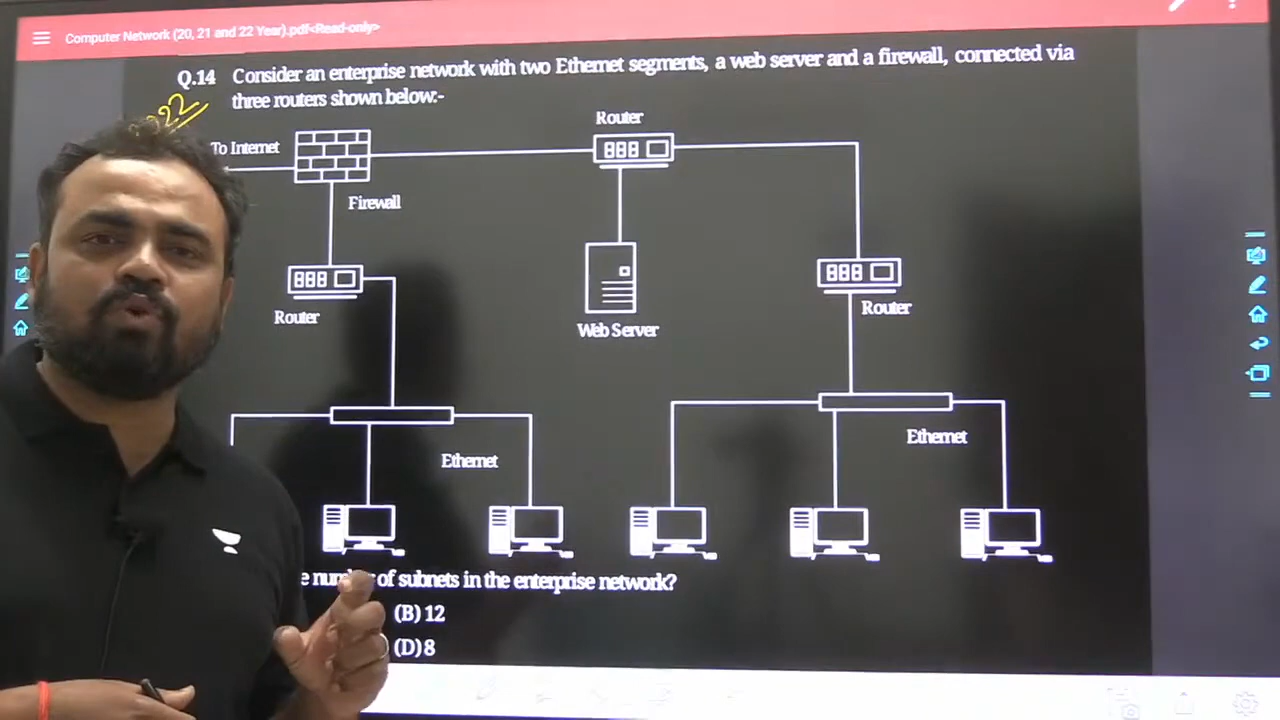 Computer Network (20, 21 and 22 Year).pdf<Read-only>
Q.14 Consider an enterprise network with two Ethernet segments, a web server and a firewall, connected via
three routers shown below:-
Router
To Internet
Firewall
Router
Web Server
Router
Ethernet
Ethernet
number of subnets in the enterprise network?
(B) 12
(D) 8